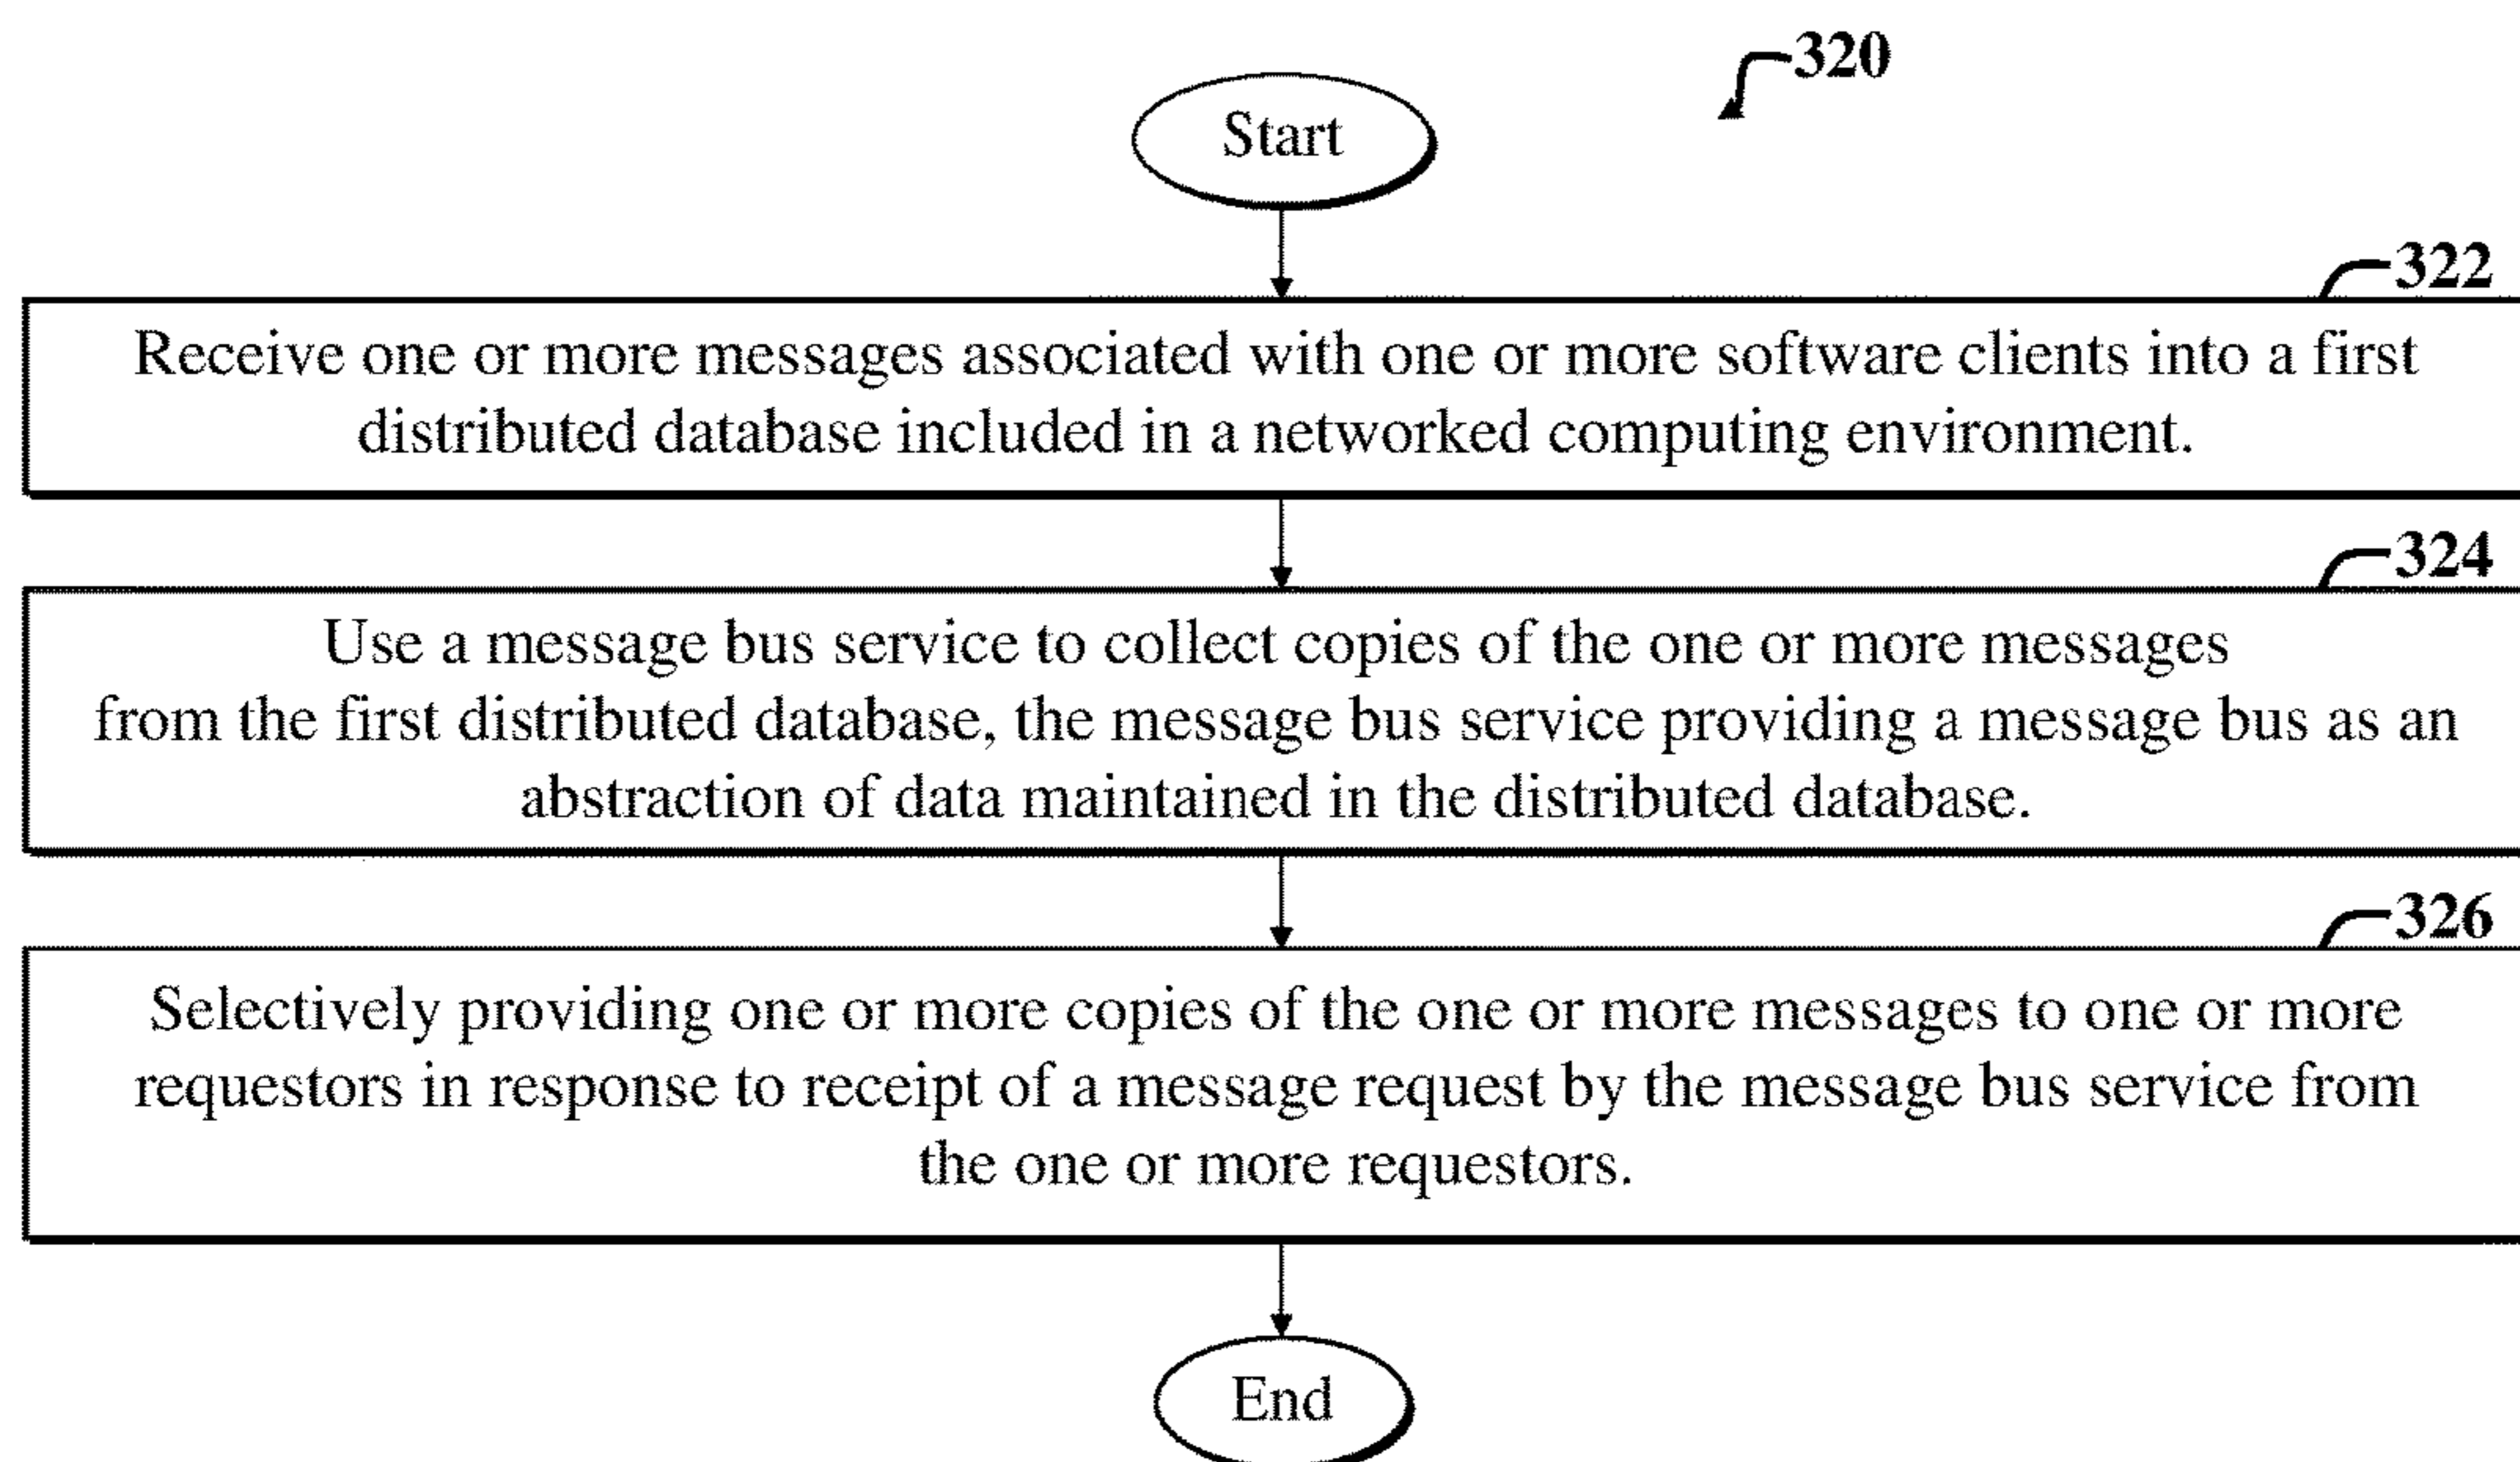 320
Start
322
Receive one or more messages associated with one or more software clients into a first
distributed database included in a networked computing environment.
324
Use a message bus service to collect copies of the one or more messages
from the first distributed database, the message bus service providing a message bus as an
abstraction of data maintained in the distributed database.
326
Selectively providing one or more copies of the one or more messages to one or more
requestors in response to receipt of a message request by the message bus service from
the one or more requestors.
End